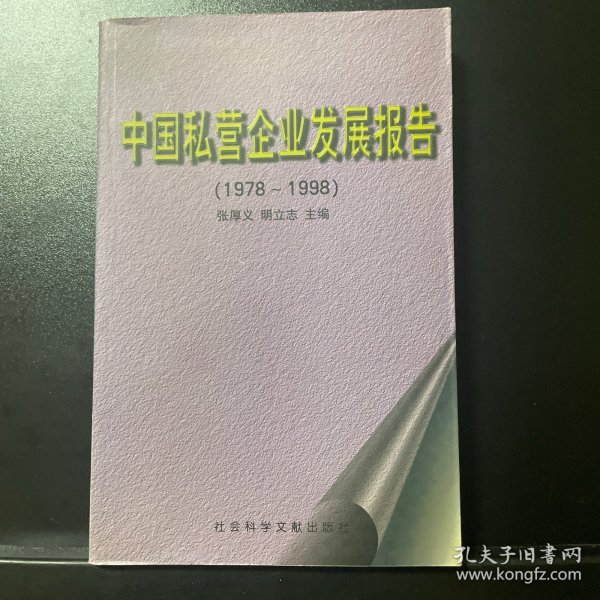 中国私营企业发展报告
(1978～1998)
张厚义 明立志 主编
社会科学文献出版社
孔夫子旧书网
www.kongfz.com